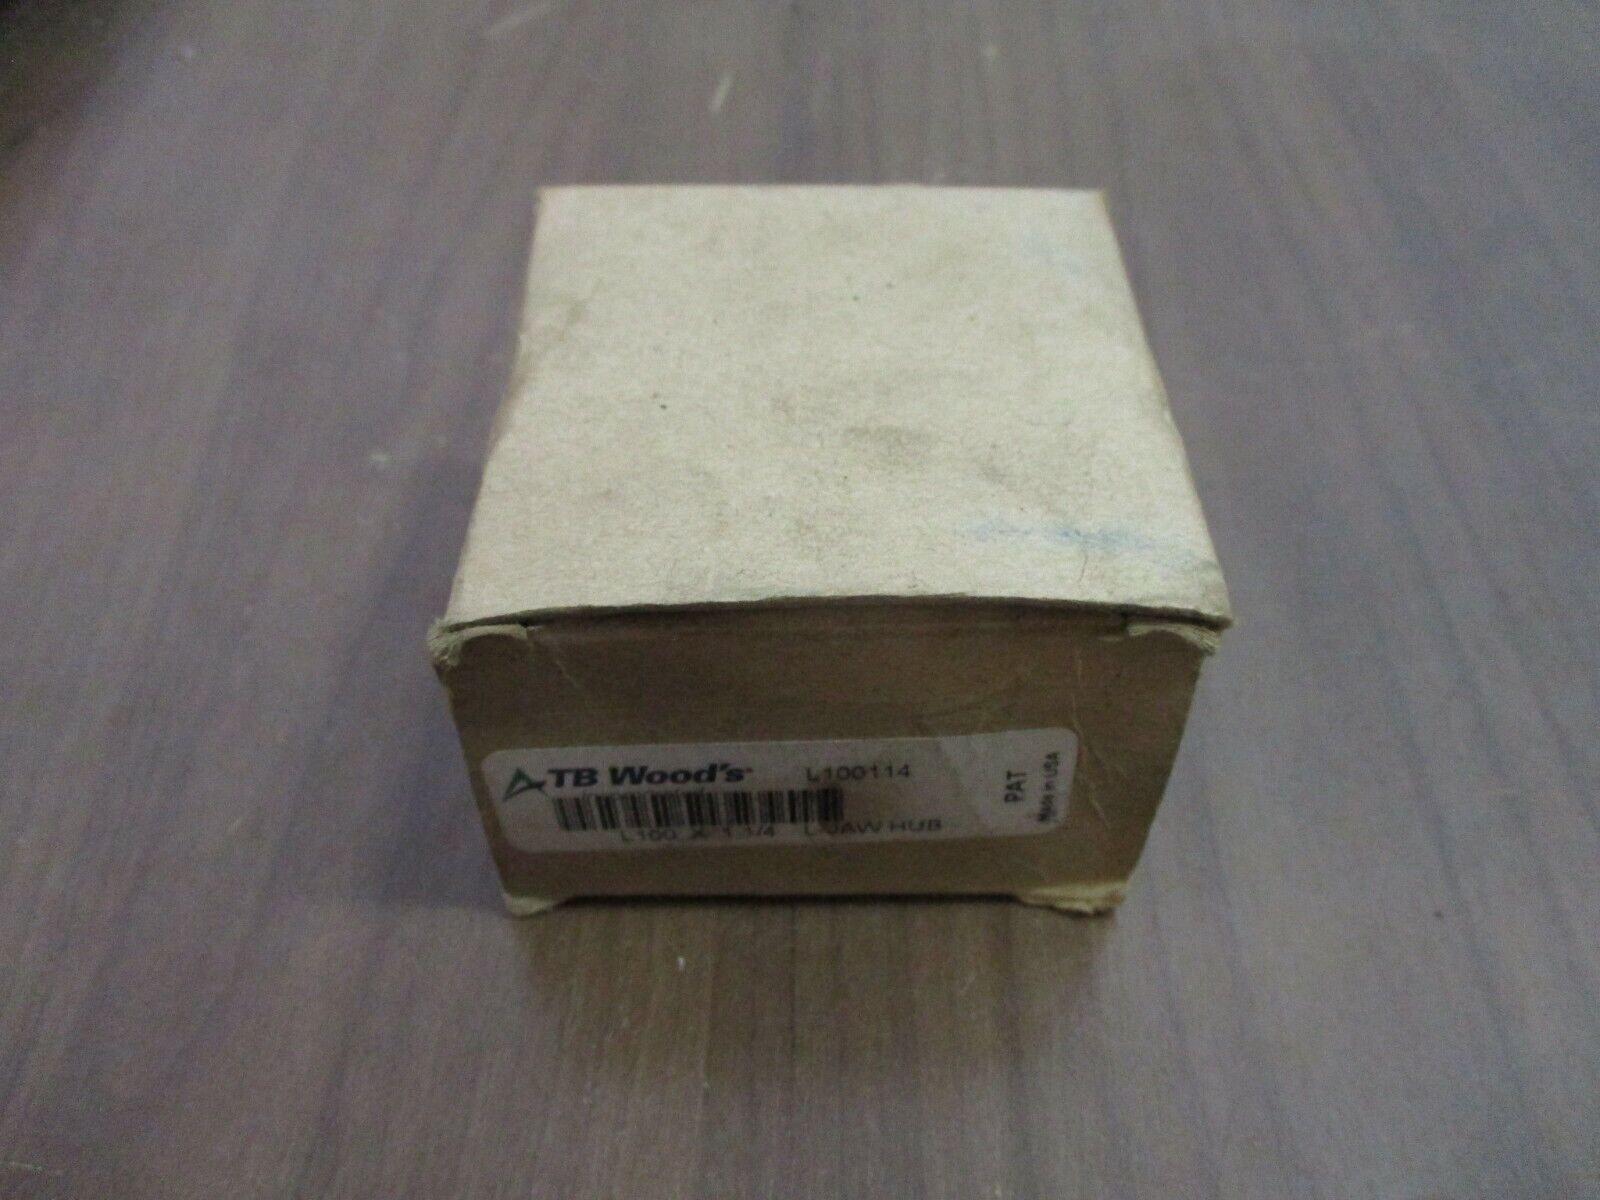 TB Wood's L100114
L100 X 1 1/4 L-JAW HUB
PAT
Made in USA